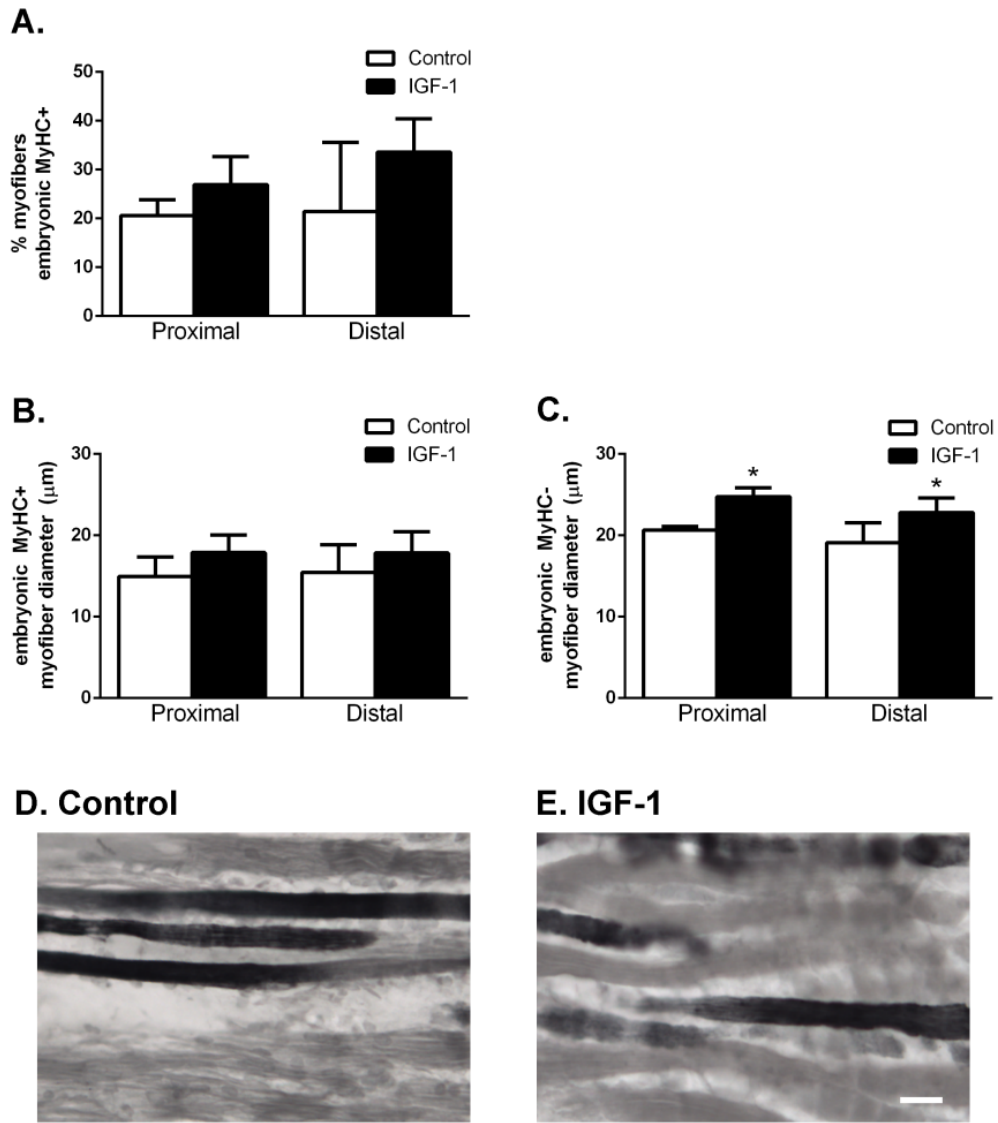 A.
Control
IGF-1
% myofibers
embryonic MyHC+
50
40
30
20
10
0
Proximal
Distal
B.
Control
IGF-1
embryonic MyHC+
myofiber diameter (μm)
30
20
10
0
Proximal
Distal
C.
Control
IGF-1
embryonic MyHC-
myofiber diameter (μm)
30
20
10
0
*
*
Proximal
Distal
D. Control
E. IGF-1